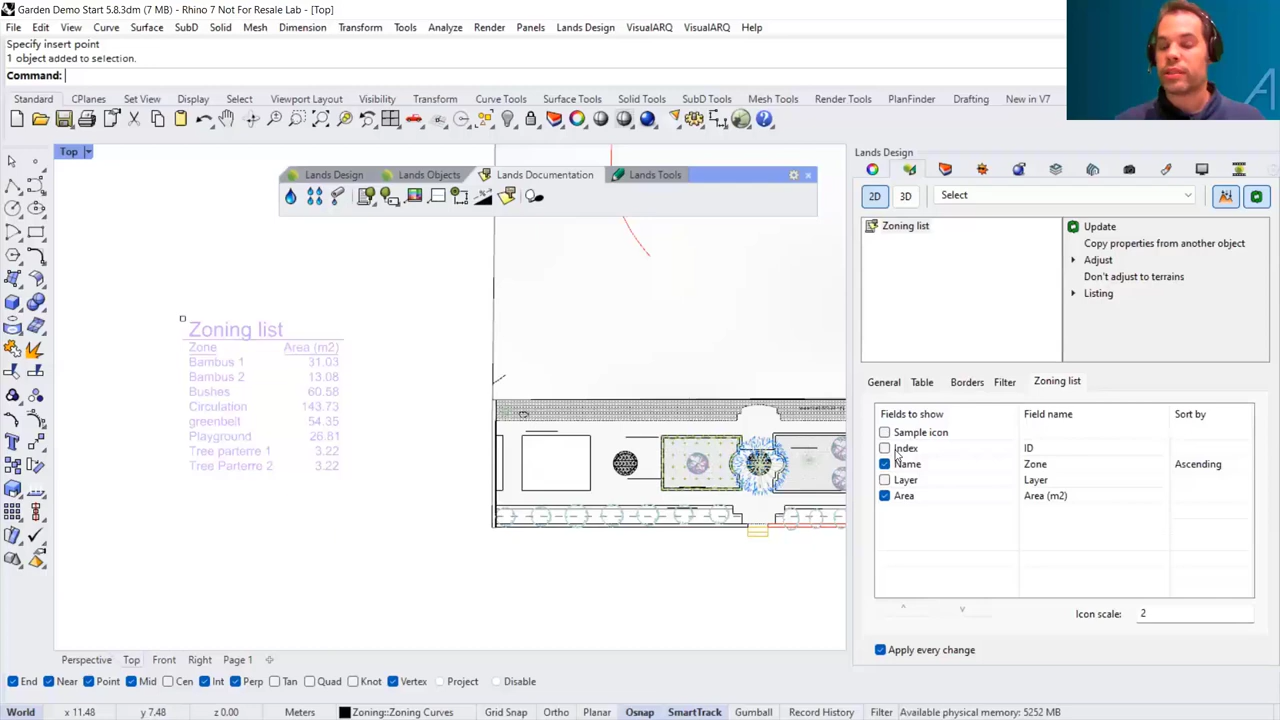 Garden Demo Start 5.8.3dm (7 MB) - Rhino 7 Not For Resale Lab - [Top]
File Edit View Curve Surface SubD Solid Mesh Dimension Transform Tools Analyze Render Panels Lands Design VisualARQ VisualARQ Window
Specify insert point
1 object added to selection.
Command:
Standard CPlanes Set View Display Select Viewport Layout Visibility Transform Curve Tools Surface Tools Solid Tools SubD Tools Mesh Tools Render Tools PlanFinder Drafting New in V7
Top
Lands Design Lands Objects Lands Documentation Lands Tools
Zoning list
Zone Area (m2)
Bambus 1 31.03
Bambus 2 13.08
Bushes 60.58
Circulation 143.73
greenbelt 54.35
Playground 26.81
Tree parterre 1 3.22
Tree Parterre 2 3.22
Lands Design
2D 3D Select
Zoning list
Update
Copy properties from another object
Adjust
Don't adjust to terrains
Listing
General Table Borders Filter Zoning list
Fields to show Field name Sort by
Sample icon
Index ID
Name Zone Ascending
Layer Layer
Area Area (m2)
Icon scale: 2
Apply every change
Perspective Top Front Right Page 1
End Near Point Mid Cen Int Perp Tan Quad Knot Vertex Project Disable
World x 11.48 y 7.48 z 0.00 Meters Zoning::Zoning Curves Grid Snap Ortho Planar Osnap SmartTrack Gumball Record History Filter Available physical memory: 5252 MB